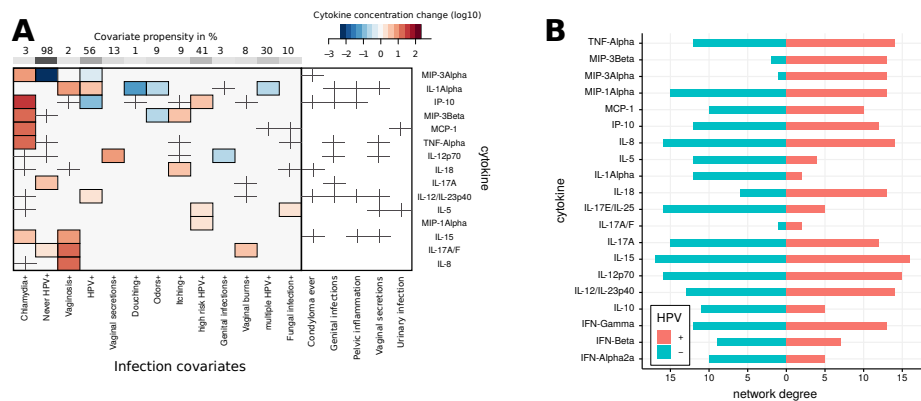 A
Cytokine concentration change (log10)
−3 −2 −1 0 1 2
Covariate propensity in %
3 98 2 56 13 1 9 9 41 3 8 30 10
MIP-3Alpha
IL-1Alpha
IP-10
MIP-3Beta
MCP-1
TNF-Alpha
IL-12p70
IL-18
IL-17A
IL-12/IL-23p40
IL-5
MIP-1Alpha
IL-15
IL-17A/F
IL-8
cytokine
Chlamydia+
Never HPV+
Vaginosis+
HPV+
Vaginal secretions+
Douching+
Odors+
Itching+
high risk HPV+
Genital infections+
Vaginal burns+
multiple HPV+
Fungal infection+
Condyloma ever
Genital infections
Pelvic inflammation
Vaginal secretions
Urinary infection
Infection covariates
B
cytokine
TNF-Alpha
MIP-3Beta
MIP-3Alpha
MIP-1Alpha
MCP-1
IP-10
IL-8
IL-5
IL-1Alpha
IL-18
IL-17E/IL-25
IL-17A/F
IL-17A
IL-15
IL-12p70
IL-12/IL-23p40
IL-10
IFN-Gamma
IFN-Beta
IFN-Alpha2a
HPV
+
−
15 10 5 0 5 10 15
network degree